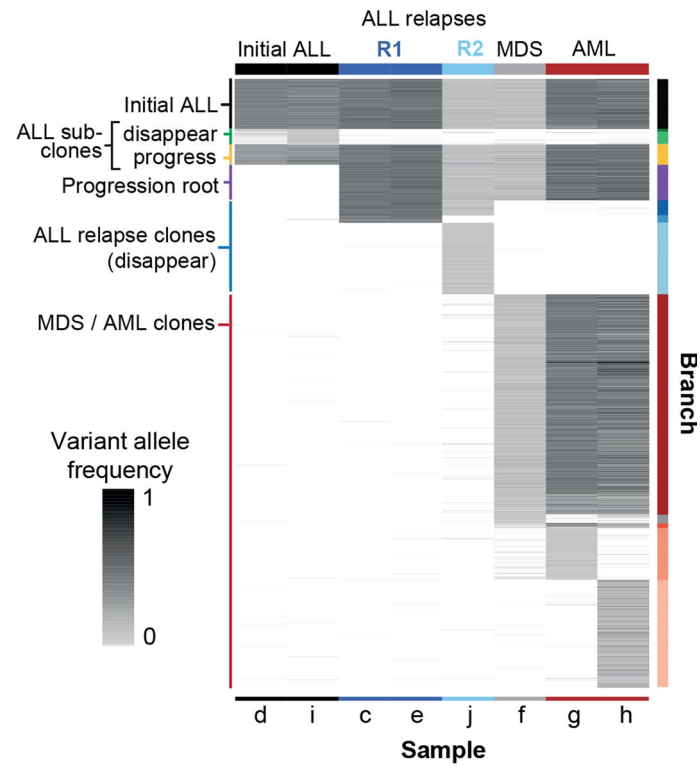 ALL relapses
Initial ALL R1 R2 MDS AML
Initial ALL
ALL sub-
clones
disappear
progress
Progression root
ALL relapse clones
(disappear)
MDS / AML clones
Variant allele
frequency
1
0
Branch
d i c e j f g h
Sample